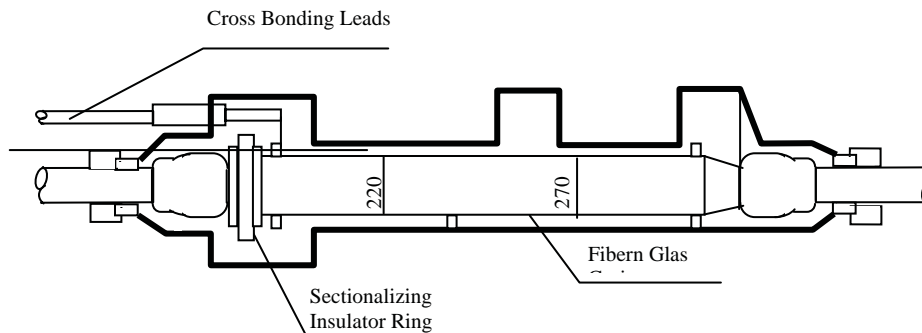 Cross Bonding Leads
220
270
Fibern Glas
Sectionalizing
Insulator Ring